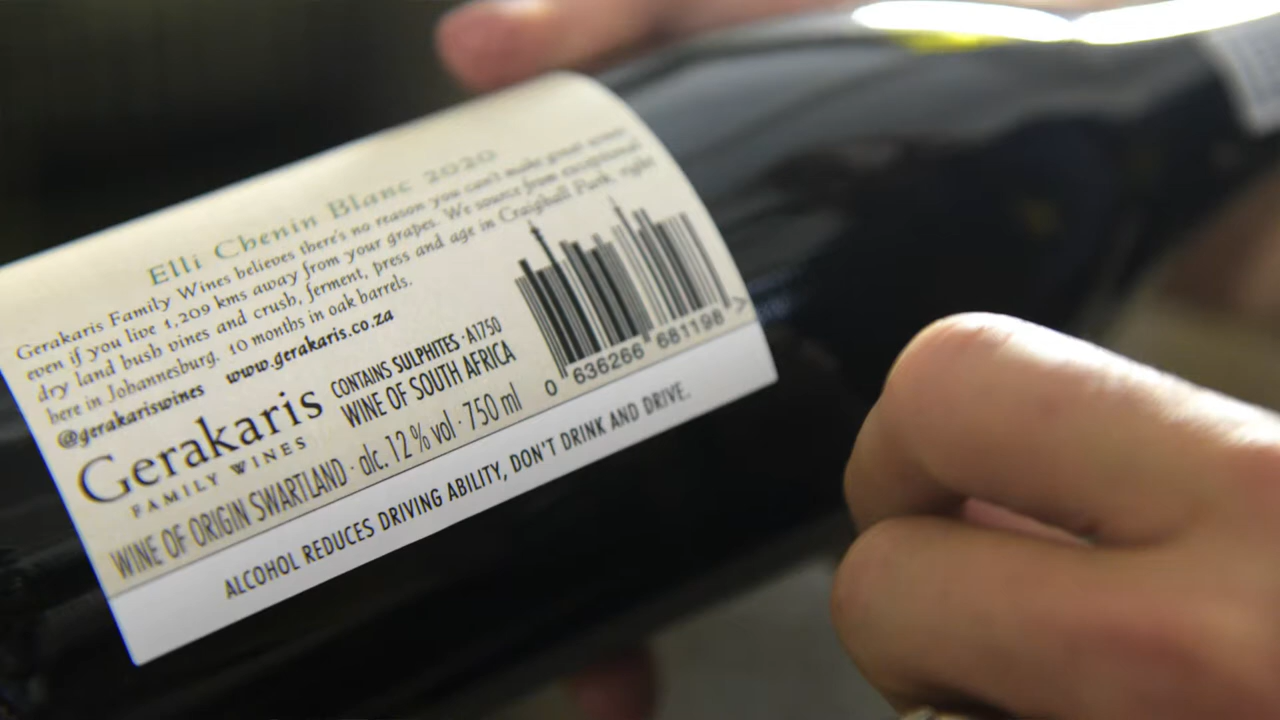 Elli Chenin Blanc 2020
Gerakaris Family Wines believes there's no reason you can't make great wines
even if you live 1,209 kms away from your grapes. We source from exceptional
dry land bush vines and crush, ferment, press and age in Craighall Park, right
here in Johannesburg. 10 months in oak barrels.
@gerakariswines www.gerakaris.co.za
Gerakaris
FAMILY WINES
CONTAINS SULPHITES · A1750
WINE OF SOUTH AFRICA
WINE OF ORIGIN SWARTLAND · alc. 12 % vol · 750 ml
0 636266 681198 >
ALCOHOL REDUCES DRIVING ABILITY, DON'T DRINK AND DRIVE.